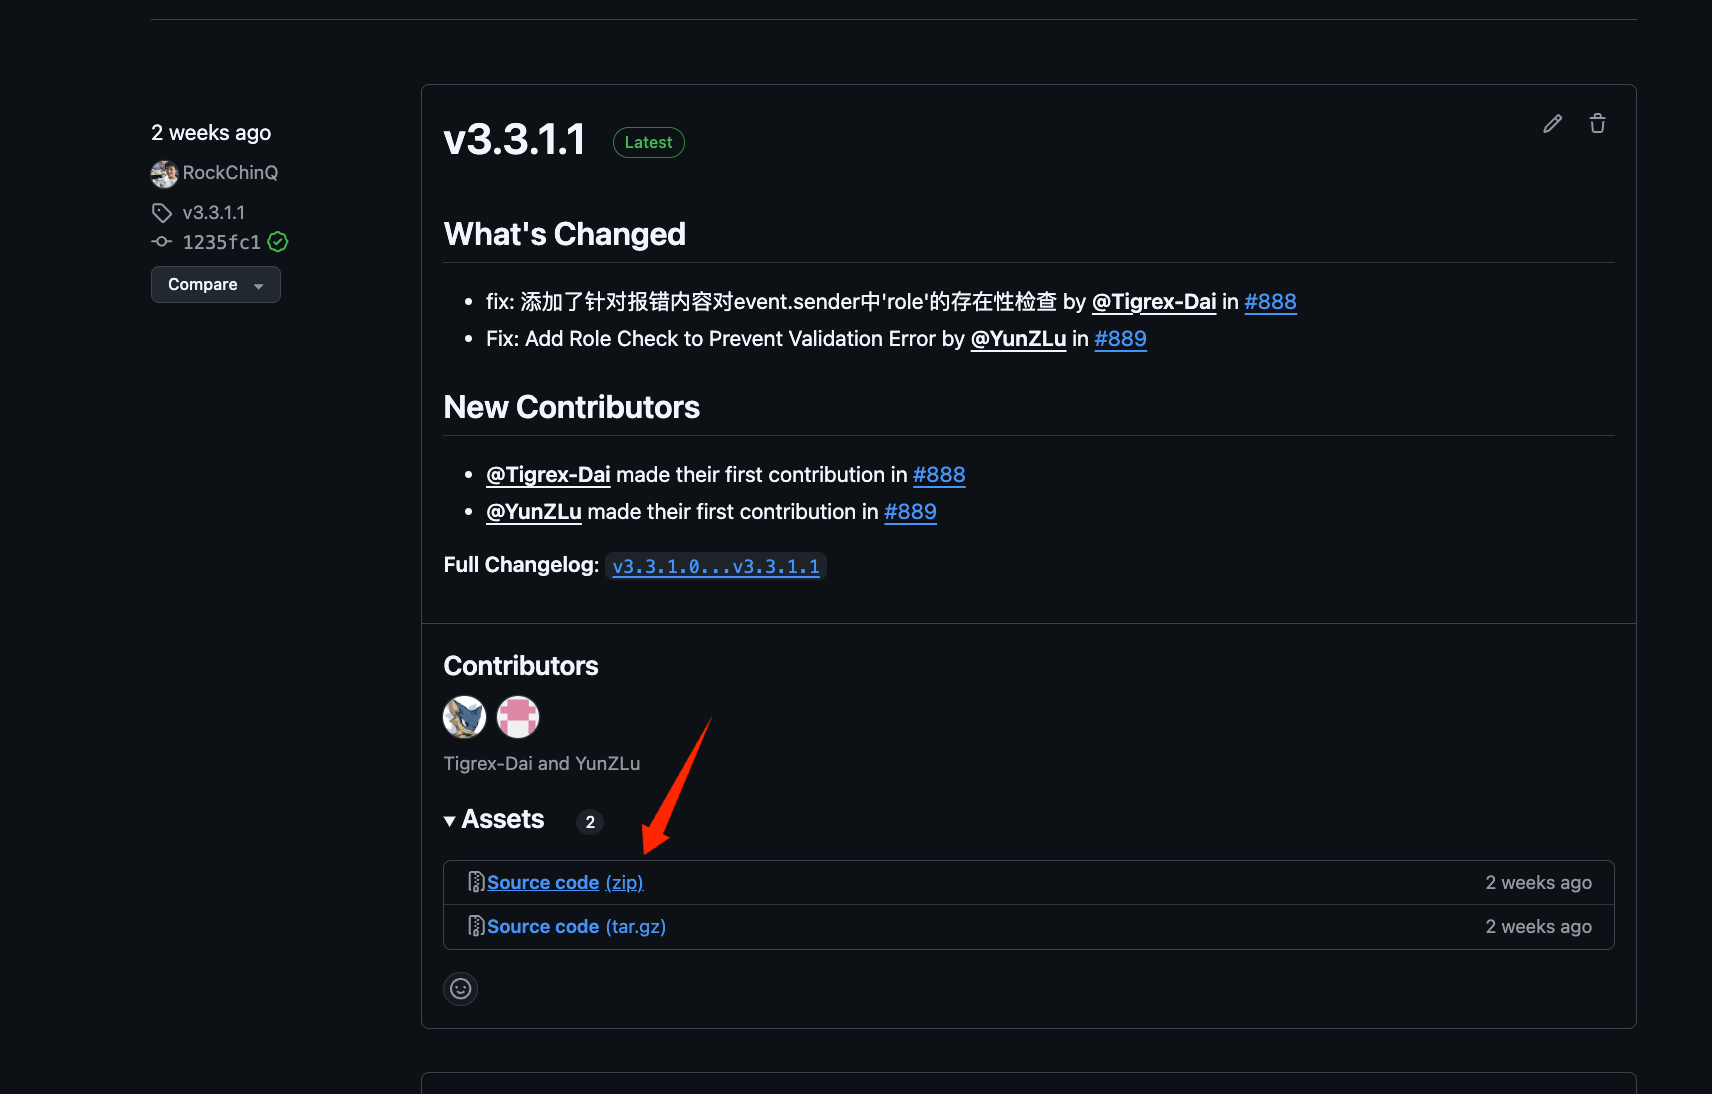 2 weeks ago
RockChinQ
v3.3.1.1
1235fc1
Compare
v3.3.1.1 Latest
What's Changed
fix: 添加了针对报错内容对event.sender中'role'的存在性检查 by @Tigrex-Dai in #888
Fix: Add Role Check to Prevent Validation Error by @YunZLu in #889
New Contributors
@Tigrex-Dai made their first contribution in #888
@YunZLu made their first contribution in #889
Full Changelog: v3.3.1.0...v3.3.1.1
Contributors
Tigrex-Dai and YunZLu
Assets 2
Source code (zip) 2 weeks ago
Source code (tar.gz) 2 weeks ago